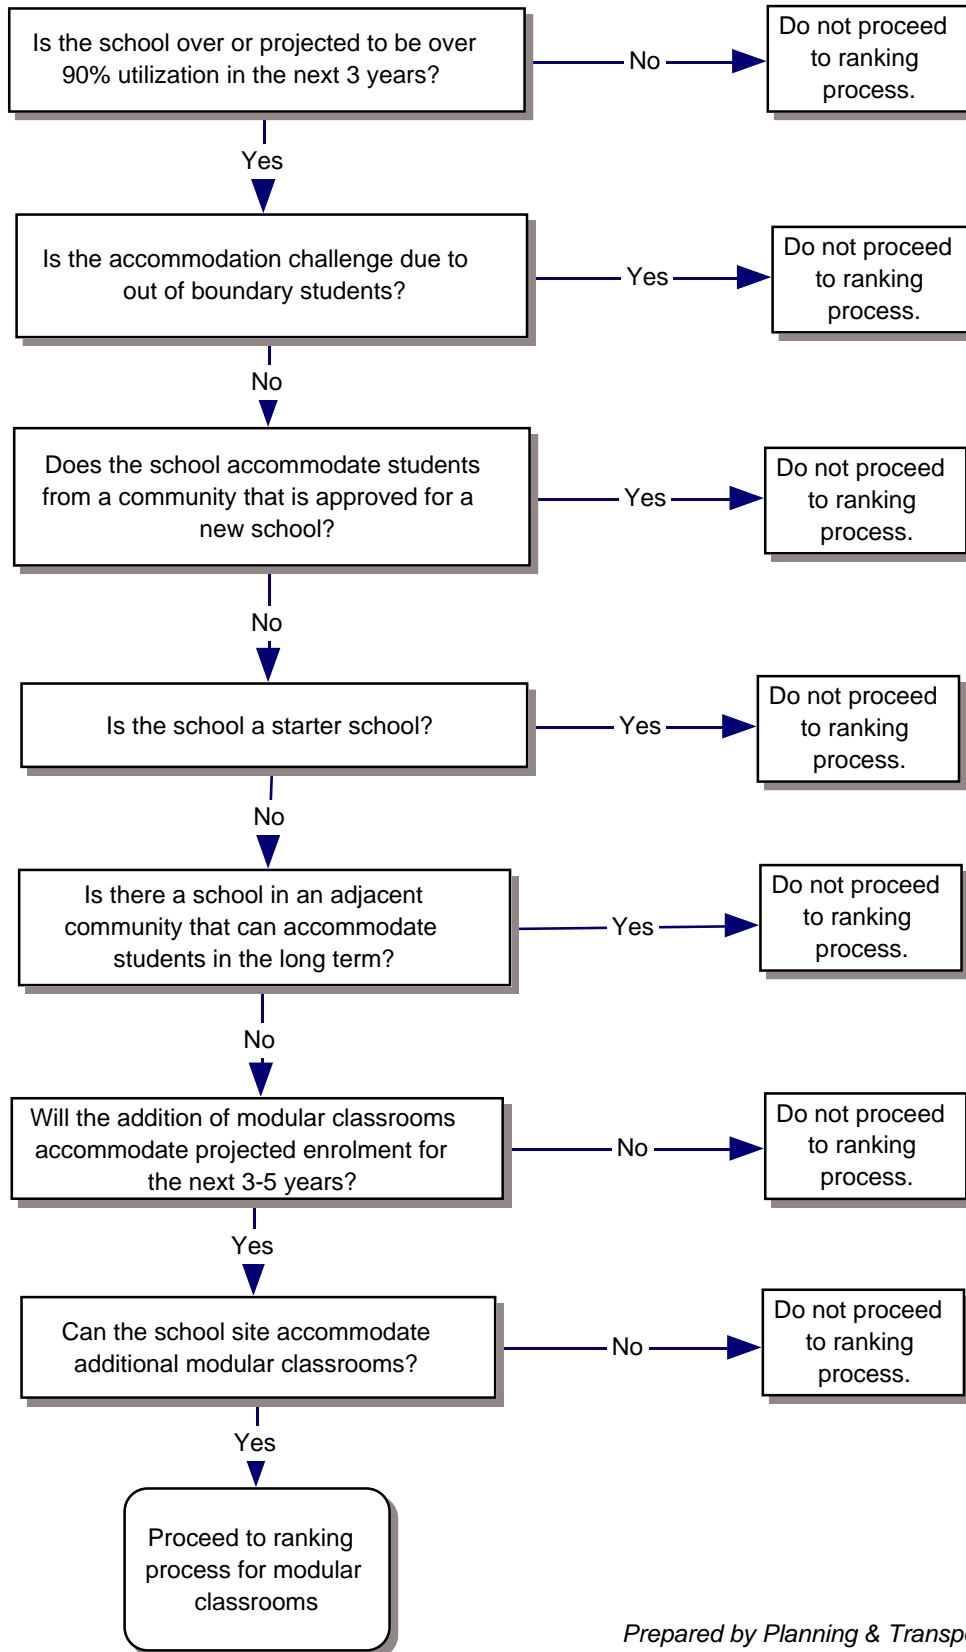 Is the school over or projected to be over
90% utilization in the next 3 years?
No
Do not proceed
to ranking
process.
Yes
Is the accommodation challenge due to
out of boundary students?
Yes
Do not proceed
to ranking
process.
No
Does the school accommodate students
from a community that is approved for a
new school?
Yes
Do not proceed
to ranking
process.
No
Is the school a starter school?
Yes
Do not proceed
to ranking
process.
No
Is there a school in an adjacent
community that can accommodate
students in the long term?
Yes
Do not proceed
to ranking
process.
No
Will the addition of modular classrooms
accommodate projected enrolment for
the next 3-5 years?
No
Do not proceed
to ranking
process.
Yes
Can the school site accommodate
additional modular classrooms?
No
Do not proceed
to ranking
process.
Yes
Proceed to ranking
process for modular
classrooms
Prepared by Planning &